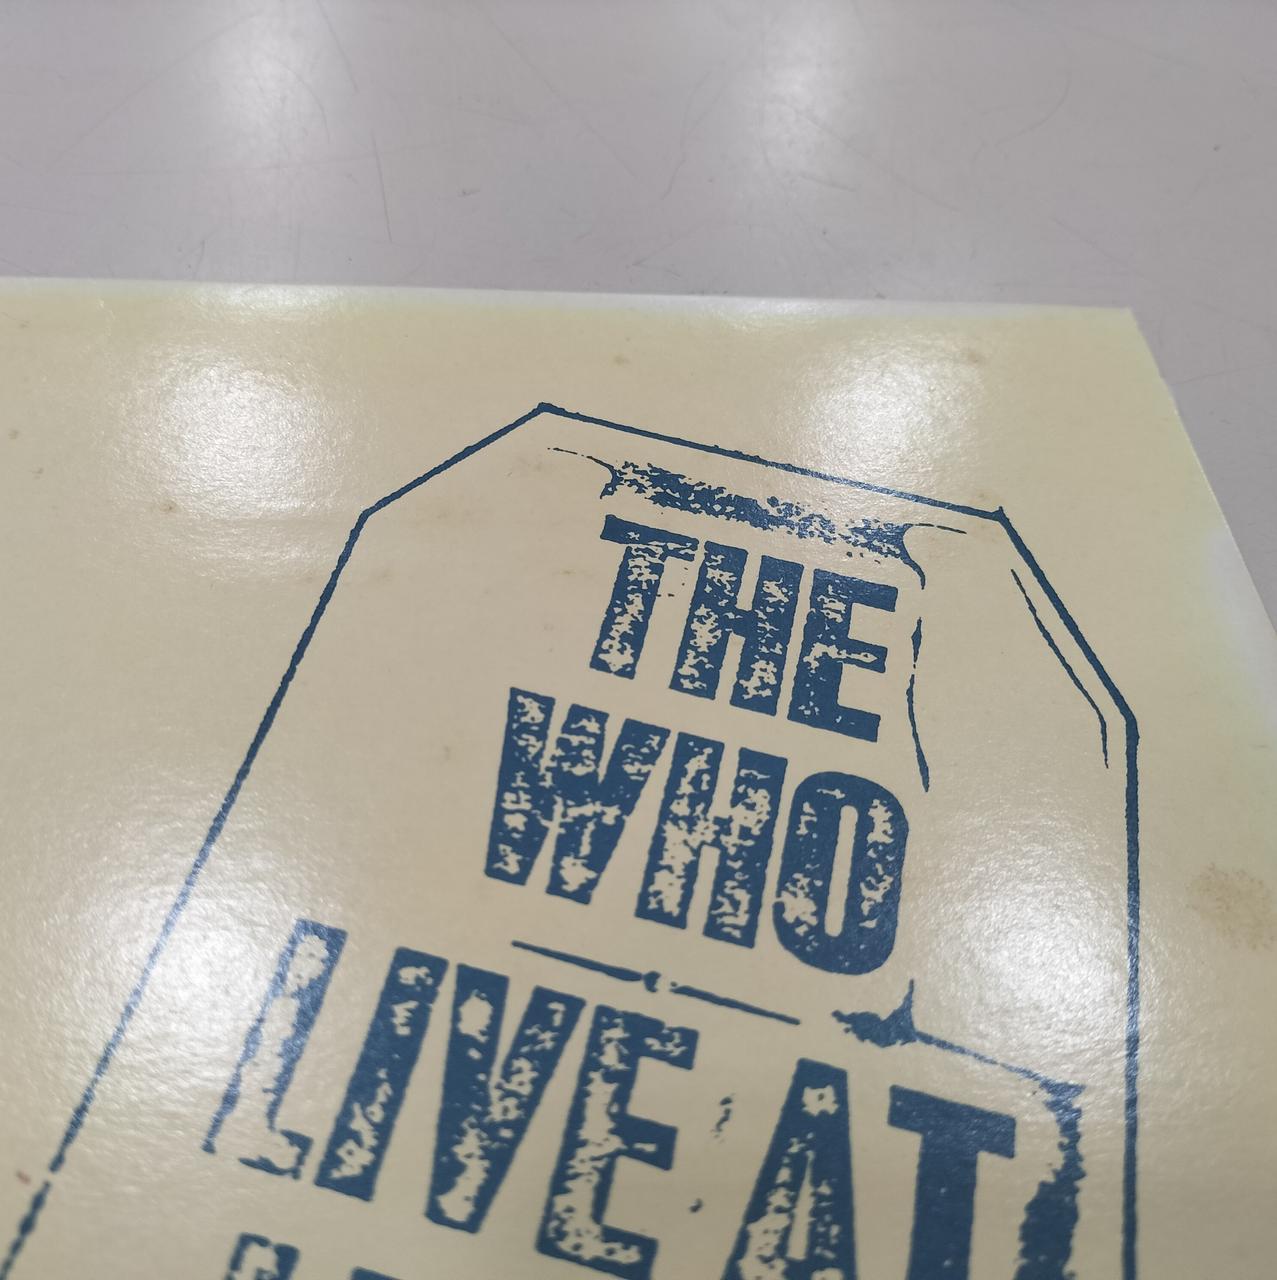 THE
WHO
LIVE AT